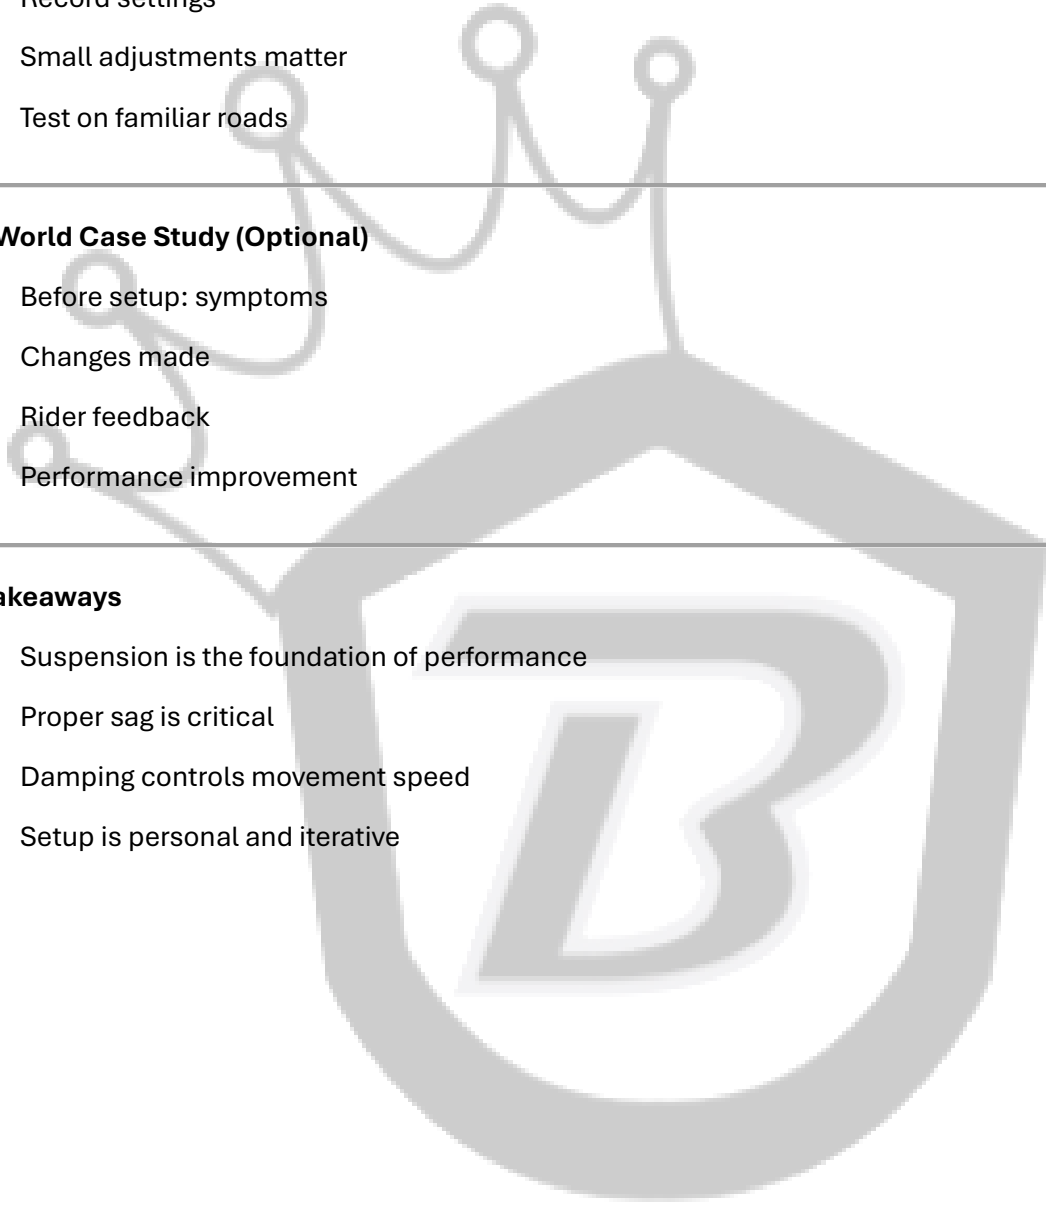 Record settings
Small adjustments matter
Test on familiar roads
World Case Study (Optional)
Before setup: symptoms
Changes made
Rider feedback
Performance improvement
akeaways
Suspension is the foundation of performance
Proper sag is critical
Damping controls movement speed
Setup is personal and iterative
B